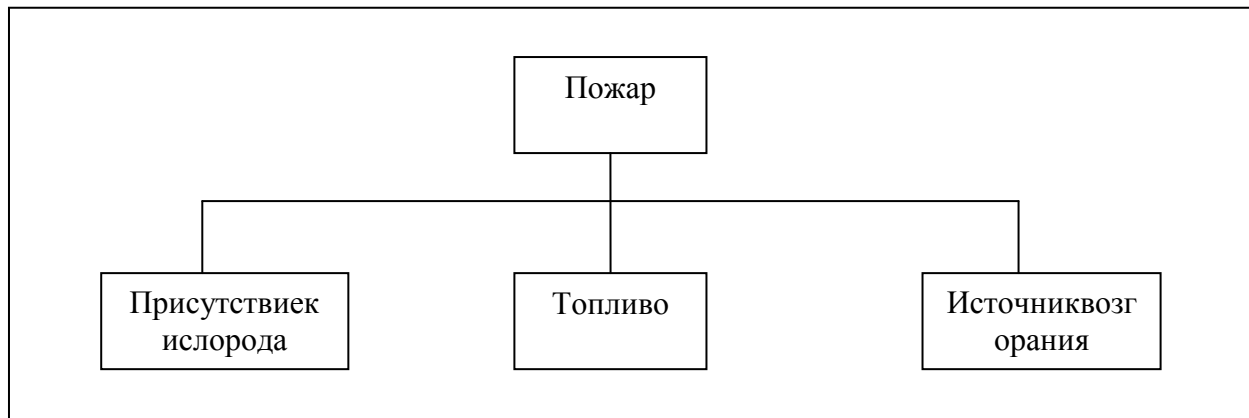 Пожар
Присутствиек
ислорода
Топливо
Источниквозг
орания